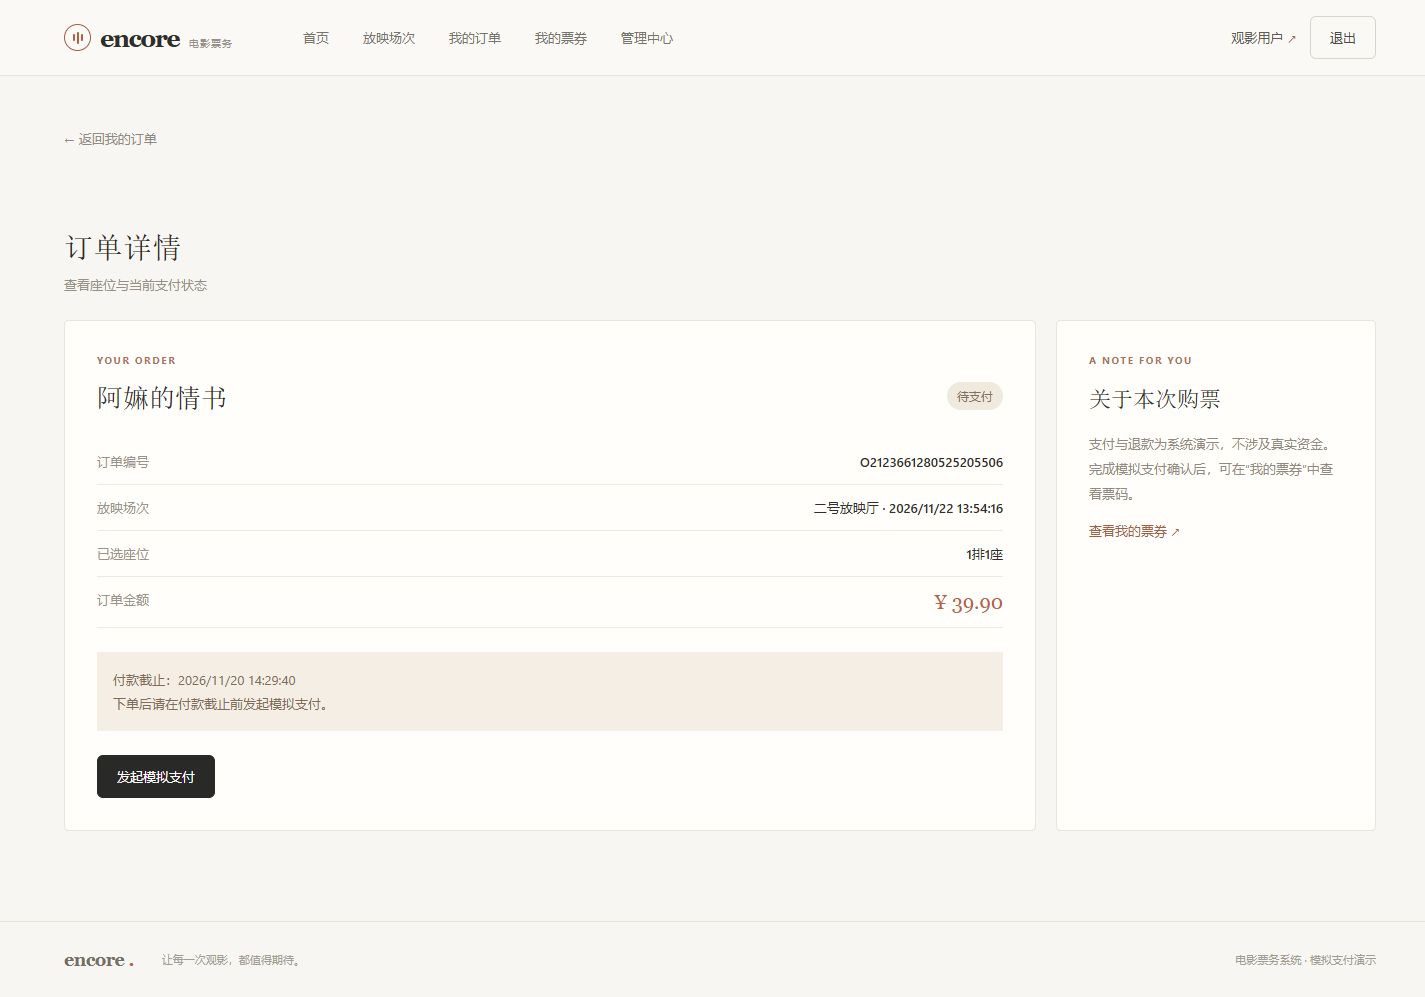 encore 电影票务 首页 放映场次 我的订单 我的票券 管理中心 观影用户 ↗ 退出
← 返回我的订单
订单详情
查看座位与当前支付状态
YOUR ORDER
阿嫲的情书 待支付
订单编号 O2123661280525205506
放映场次 二号放映厅 · 2026/11/22 13:54:16
已选座位 1排1座
订单金额 ¥ 39.90
付款截止：2026/11/20 14:29:40
下单后请在付款截止前发起模拟支付。
发起模拟支付
A NOTE FOR YOU
关于本次购票
支付与退款为系统演示，不涉及真实资金。
完成模拟支付确认后，可在“我的票券”中查
看票码。
查看我的票券 ↗
encore . 让每一次观影，都值得期待。 电影票务系统 · 模拟支付演示